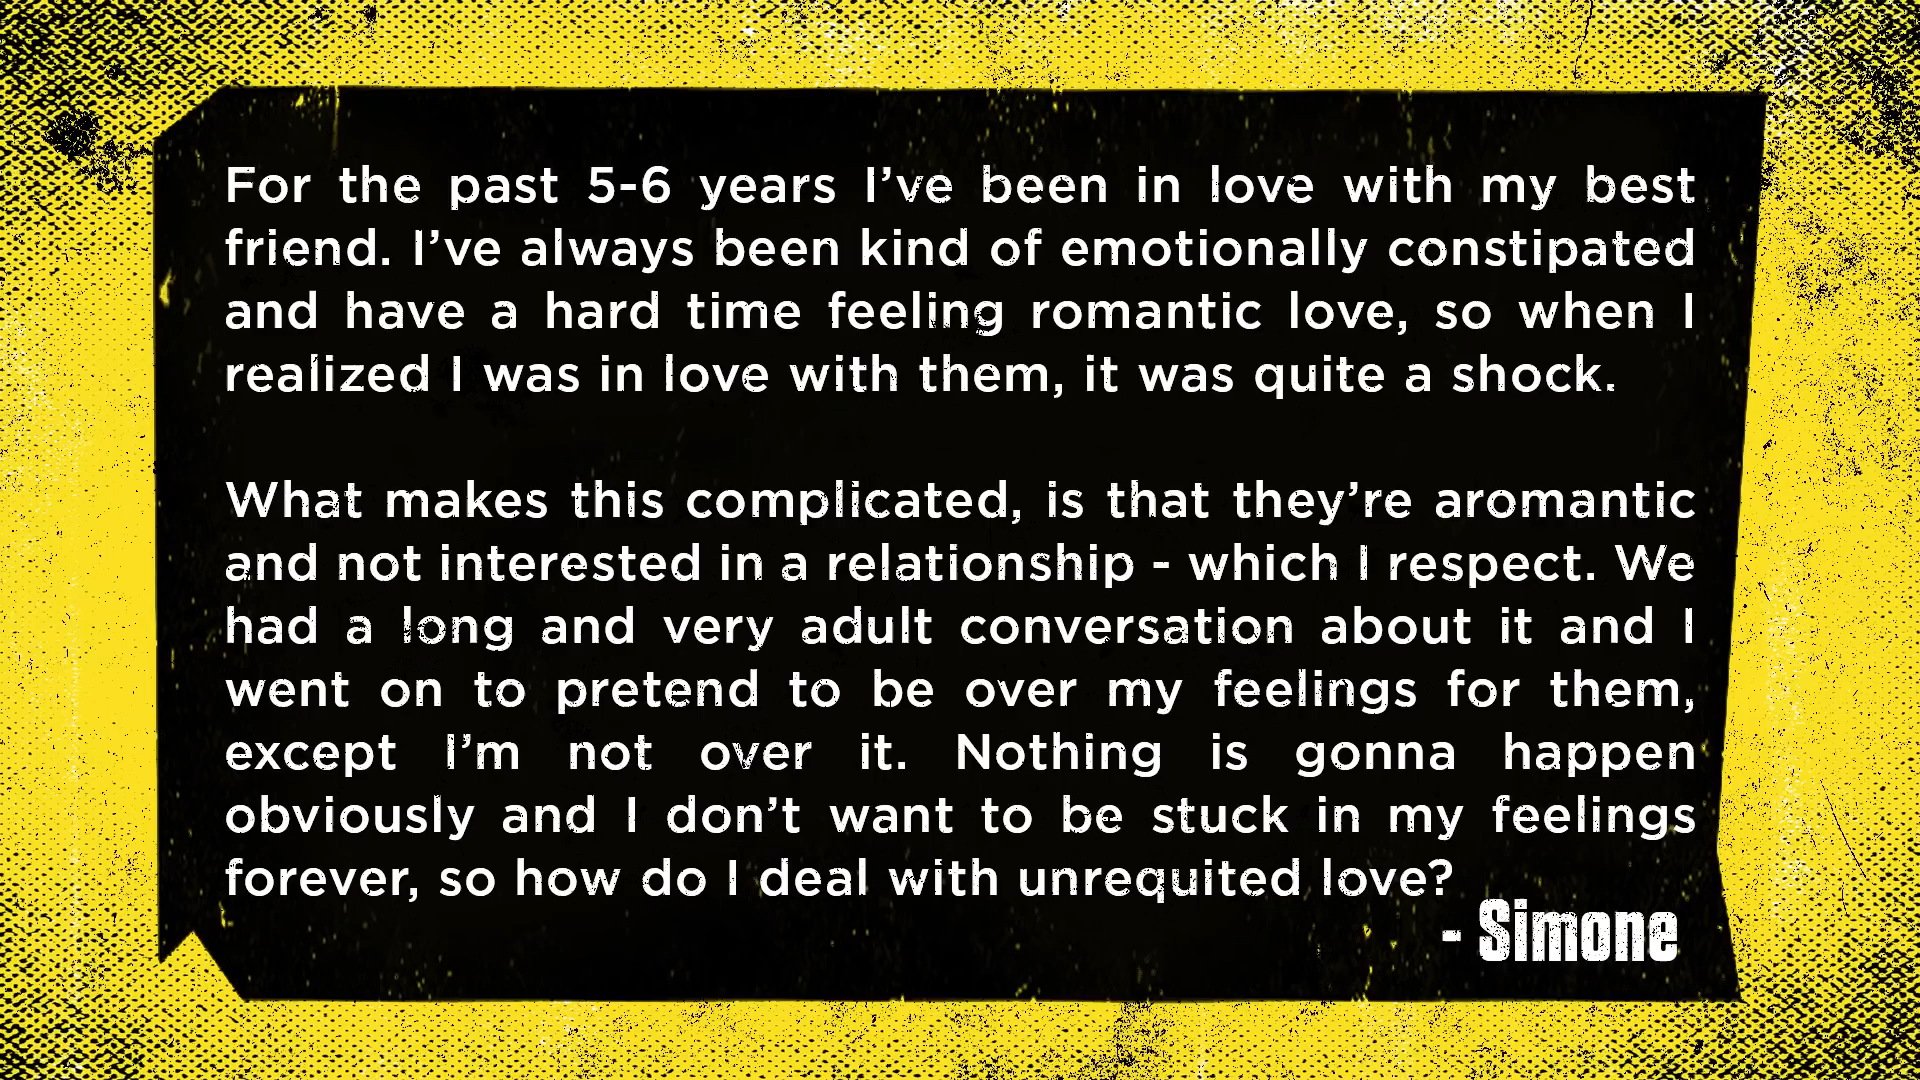 For the past 5-6 years I’ve been in love with my best
friend. I’ve always been kind of emotionally constipated
and have a hard time feeling romantic love, so when I
realized I was in love with them, it was quite a shock.
What makes this complicated, is that they’re aromantic
and not interested in a relationship - which I respect. We
had a long and very adult conversation about it and I
went on to pretend to be over my feelings for them,
except I’m not over it. Nothing is gonna happen
obviously and I don’t want to be stuck in my feelings
forever, so how do I deal with unrequited love?
- Simone